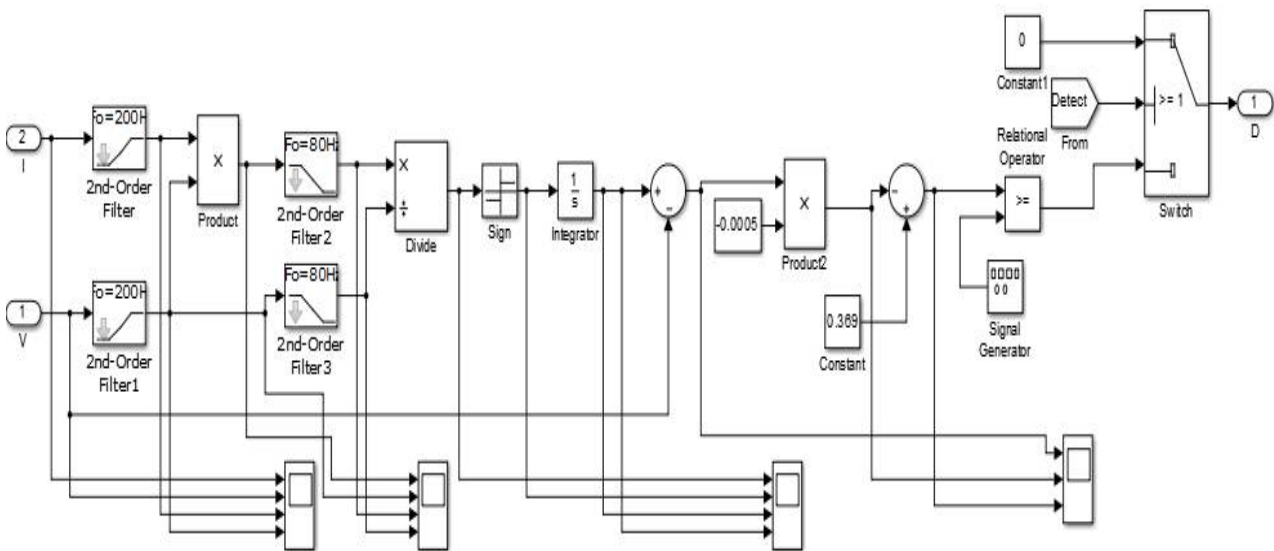 2
I
Fo=200H
2nd-Order
Filter
x
Product
Fo=80Hz
2nd-Order
Filter2
x
÷
Divide
Sign
1
s
Integrator
+
−
-0.0005
x
Product2
−
+
0.369
Constant
0
Constant1
Detect
From
Relational
Operator
>=
Signal
Generator
>= 1
Switch
1
D
1
V
Fo=200H
2nd-Order
Filter1
Fo=80Hz
2nd-Order
Filter3